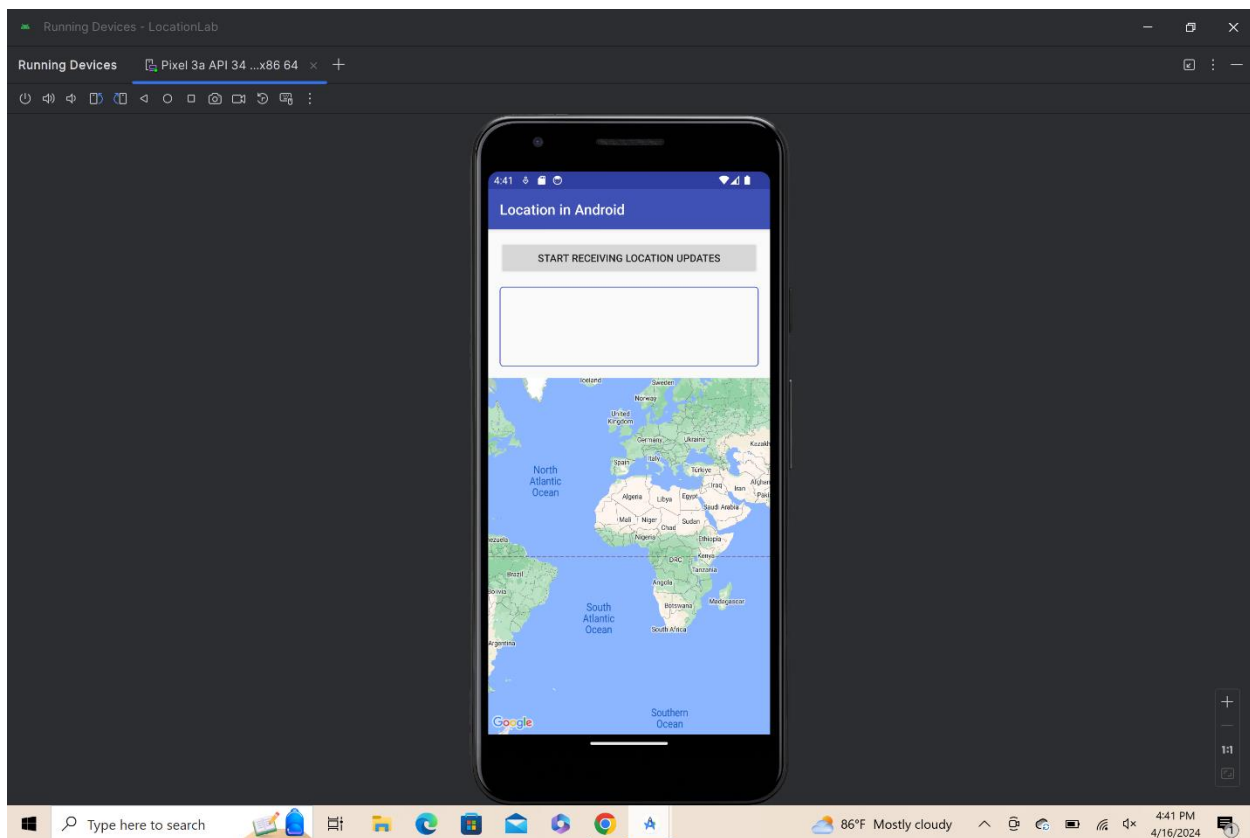 Running Devices - LocationLab
Running Devices
Pixel 3a API 34 ...x86 64
4:41
Location in Android
START RECEIVING LOCATION UPDATES
Iceland
Sweden
Norway
United
Kingdom
Germany
Ukraine
Kazakh
Spain
Italy
Türkiye
North
Atlantic
Ocean
Iraq
Iran
Afghan
Algeria
Libya
Egypt
Pakis
Saudi Arabia
Mali
Niger
Chad
Sudan
Nigeria
Ethiopia
ezuela
DRC
Kenya
Tanzania
Brazil
Angola
Bolivia
South
Atlantic
Ocean
Botswana
Madagascar
South Africa
Argentina
Southern
Ocean
Google
1:1
Type here to search
86°F Mostly cloudy
4:41 PM
4/16/2024
1